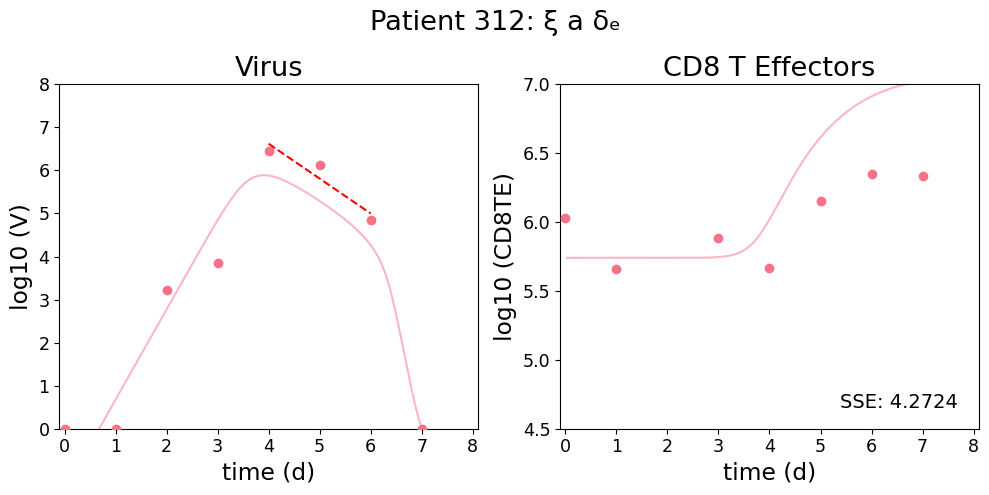 Patient 312: ξ a δₑ
Virus
CD8 T Effectors
log10 (V)
8
7
6
5
4
3
2
1
0
0 1 2 3 4 5 6 7 8
time (d)
log10 (CD8TE)
7.0
6.5
6.0
5.5
5.0
4.5
SSE: 4.2724
0 1 2 3 4 5 6 7 8
time (d)